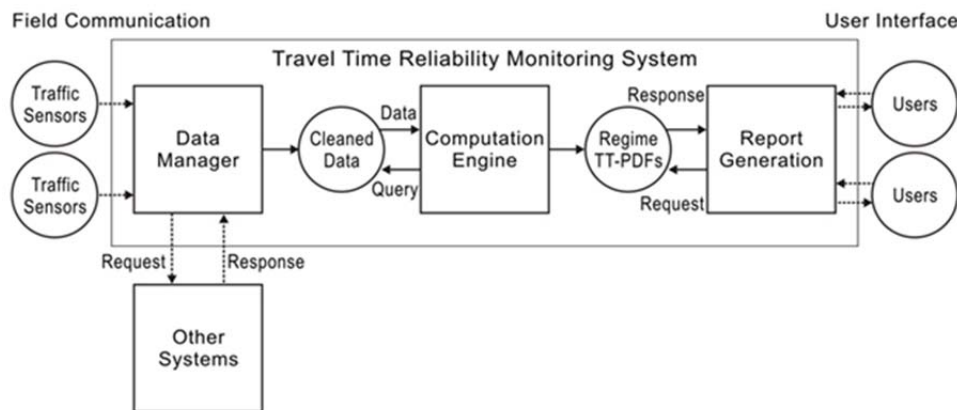 Field Communication
User Interface
Travel Time Reliability Monitoring System
Traffic
Sensors
Traffic
Sensors
Data
Manager
Cleaned
Data
Data
Query
Computation
Engine
Regime
TT-PDFs
Response
Request
Report
Generation
Users
Users
Request
Response
Other
Systems